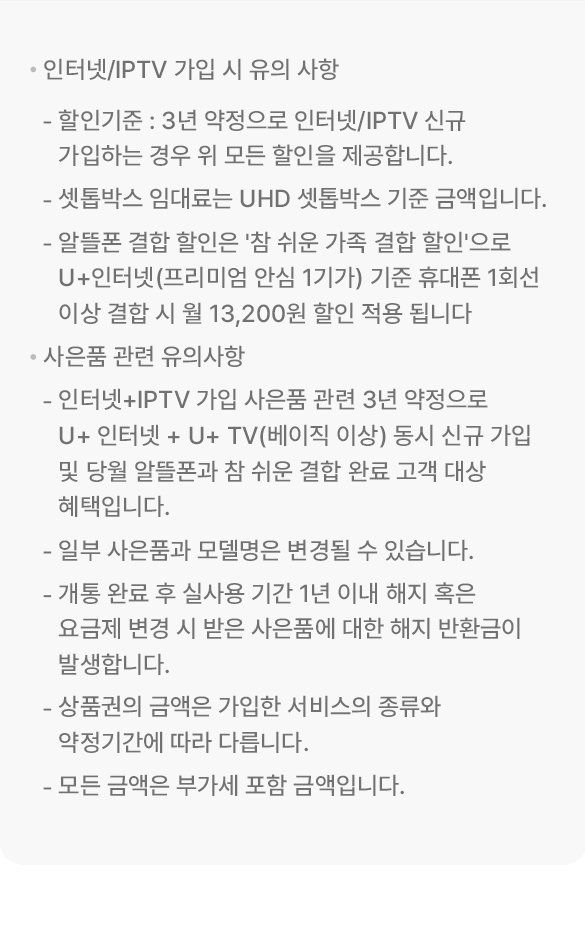 • 인터넷/IPTV 가입 시 유의 사항
- 할인기준 : 3년 약정으로 인터넷/IPTV 신규
가입하는 경우 위 모든 할인을 제공합니다.
- 셋톱박스 임대료는 UHD 셋톱박스 기준 금액입니다.
- 알뜰폰 결합 할인은 '참 쉬운 가족 결합 할인'으로
U+인터넷(프리미엄 안심 1기가) 기준 휴대폰 1회선
이상 결합 시 월 13,200원 할인 적용 됩니다
• 사은품 관련 유의사항
- 인터넷+IPTV 가입 사은품 관련 3년 약정으로
U+ 인터넷 + U+ TV(베이직 이상) 동시 신규 가입
및 당월 알뜰폰과 참 쉬운 결합 완료 고객 대상
혜택입니다.
- 일부 사은품과 모델명은 변경될 수 있습니다.
- 개통 완료 후 실사용 기간 1년 이내 해지 혹은
요금제 변경 시 받은 사은품에 대한 해지 반환금이
발생합니다.
- 상품권의 금액은 가입한 서비스의 종류와
약정기간에 따라 다릅니다.
- 모든 금액은 부가세 포함 금액입니다.